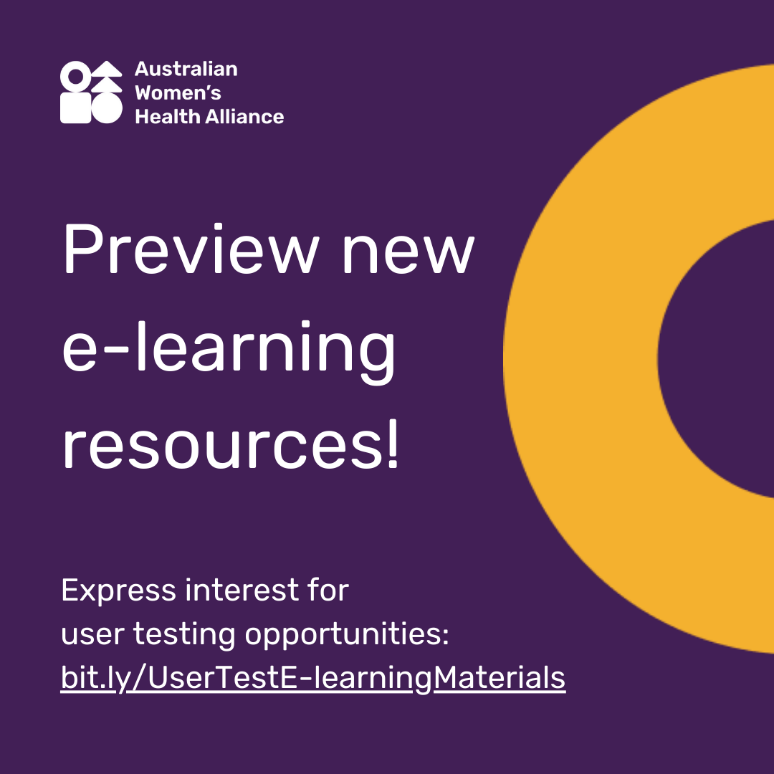 Australian
Women's
Health Alliance
Preview new
e-learning
resources!
Express interest for
user testing opportunities:
bit.ly/UserTestE-learningMaterials